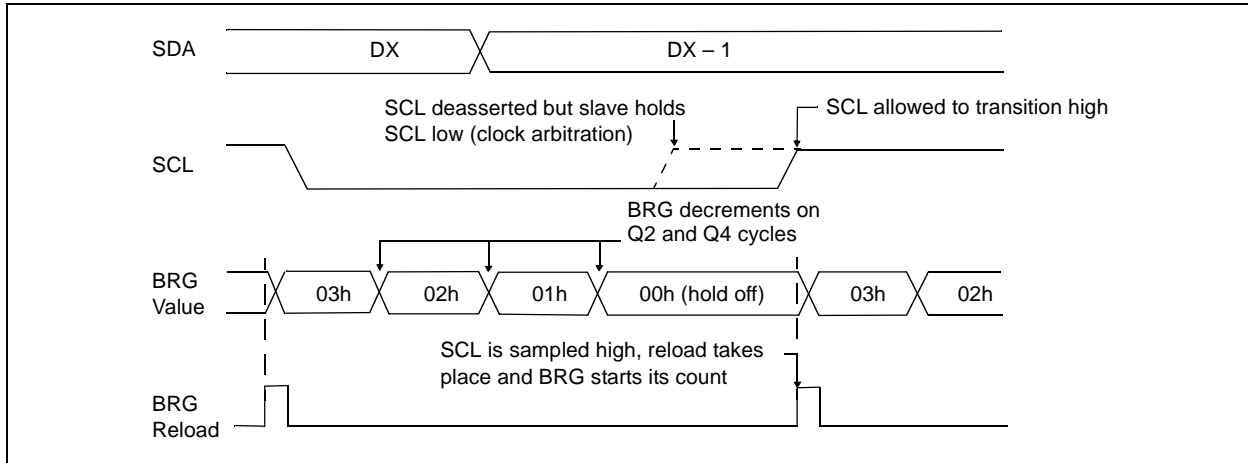 SDA
DX
DX – 1
SCL deasserted but slave holds
SCL low (clock arbitration)
SCL allowed to transition high
SCL
BRG decrements on
Q2 and Q4 cycles
BRG
Value
03h
02h
01h
00h (hold off)
03h
02h
SCL is sampled high, reload takes
place and BRG starts its count
BRG
Reload